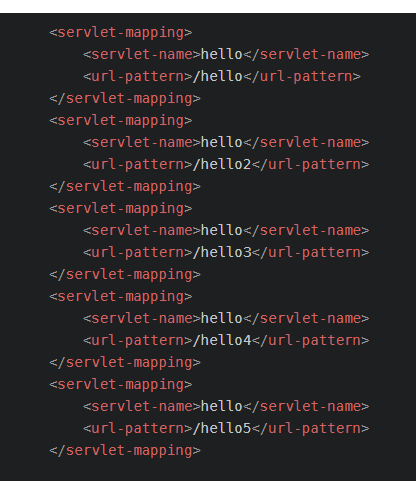 <servlet-mapping>
<servlet-name>hello</servlet-name>
<url-pattern>/hello</url-pattern>
</servlet-mapping>
<servlet-mapping>
<servlet-name>hello</servlet-name>
<url-pattern>/hello2</url-pattern>
</servlet-mapping>
<servlet-mapping>
<servlet-name>hello</servlet-name>
<url-pattern>/hello3</url-pattern>
</servlet-mapping>
<servlet-mapping>
<servlet-name>hello</servlet-name>
<url-pattern>/hello4</url-pattern>
</servlet-mapping>
<servlet-mapping>
<servlet-name>hello</servlet-name>
<url-pattern>/hello5</url-pattern>
</servlet-mapping>